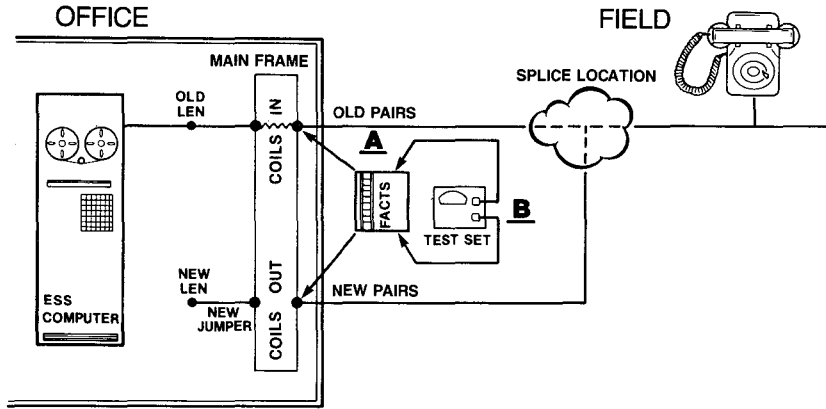 OFFICE
FIELD
MAIN FRAME
SPLICE LOCATION
OLD
LEN
COILS IN
OLD PAIRS
A
FACTS
B
TEST SET
NEW
LEN
NEW
JUMPER
COILS OUT
NEW PAIRS
ESS
COMPUTER